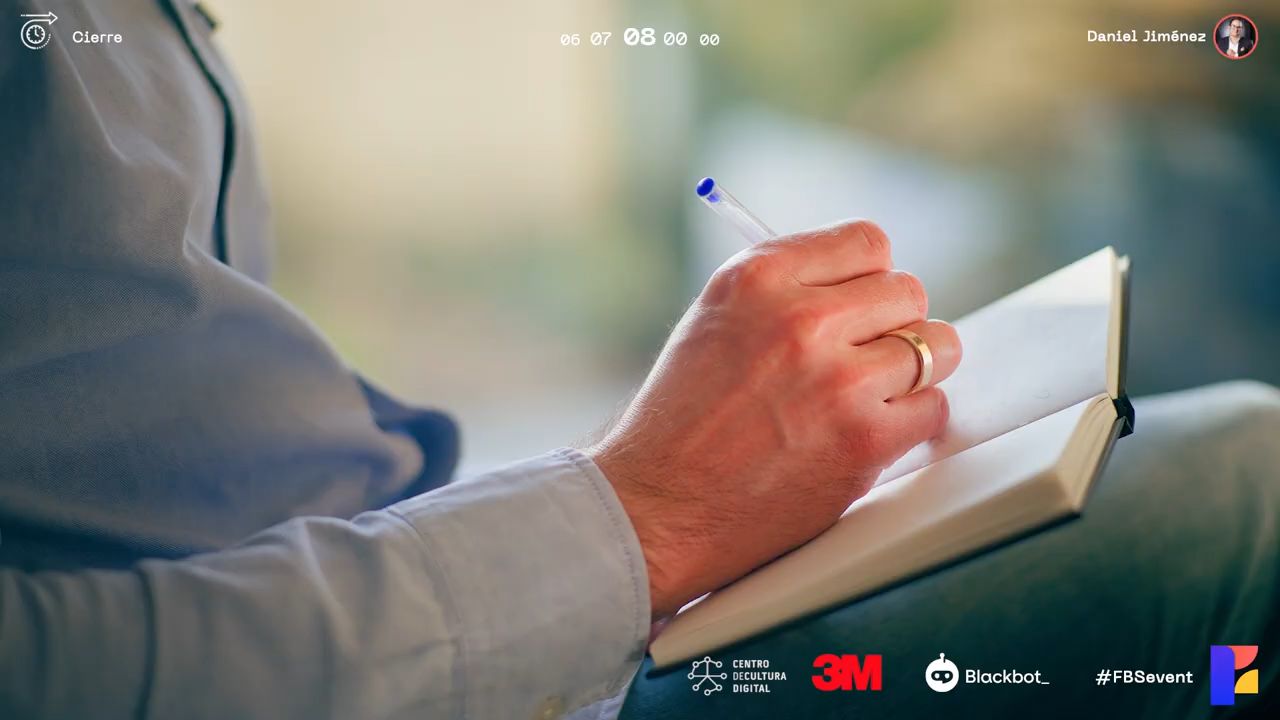 Cierre
06 07 08 00 00
Daniel Jiménez
CENTRO
DECULTURA
DIGITAL
3M
Blackbot_
#FBSevent